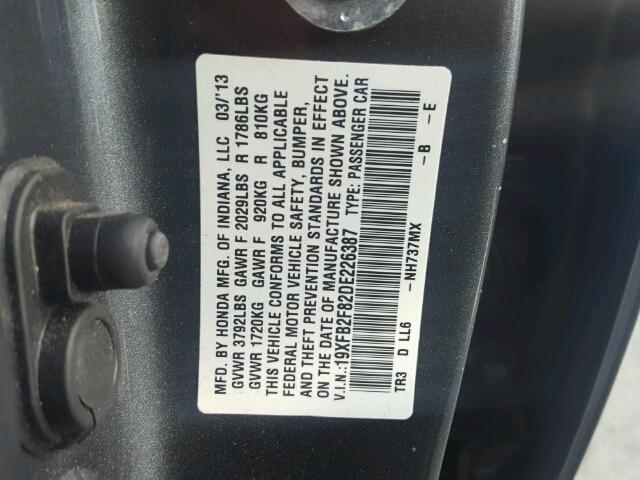 MFD. BY HONDA MFG. OF INDIANA, LLC 03/'13
GVWR 3792LBS GAWR F 2029LBS R 1786LBS
GVWR 1720KG GAWR F 920KG R 810KG
THIS VEHICLE CONFORMS TO ALL APPLICABLE
FEDERAL MOTOR VEHICLE SAFETY, BUMPER,
AND THEFT PREVENTION STANDARDS IN EFFECT
ON THE DATE OF MANUFACTURE SHOWN ABOVE.
V.I.N.:19XFB2F82DE226387 TYPE: PASSENGER CAR
TR3 D LL6 -NH737MX -B -E